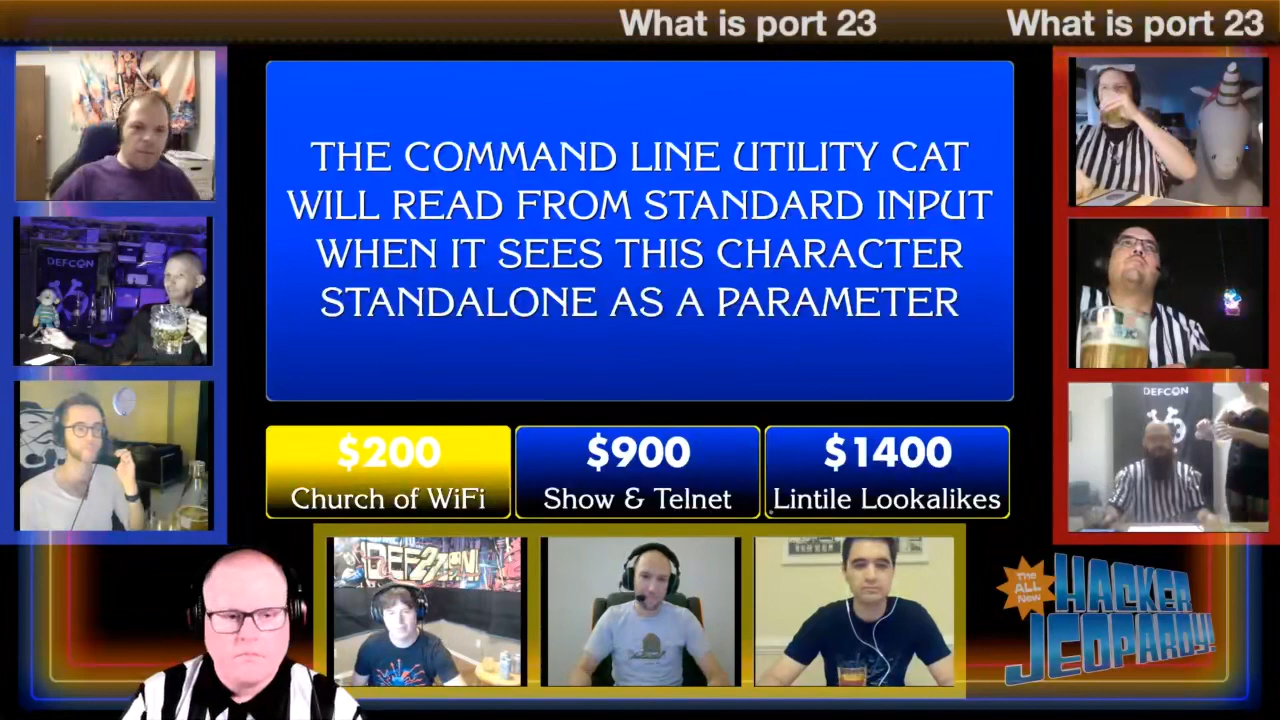 What is port 23 What is port 23
THE COMMAND LINE UTILITY CAT
WILL READ FROM STANDARD INPUT
WHEN IT SEES THIS CHARACTER
STANDALONE AS A PARAMETER
DEFCON
DEFCON
$200 $900 $1400
Church of WiFi Show & Telnet Lintile Lookalikes
DEF
The ALL New
HACKER
JEOPARDY!